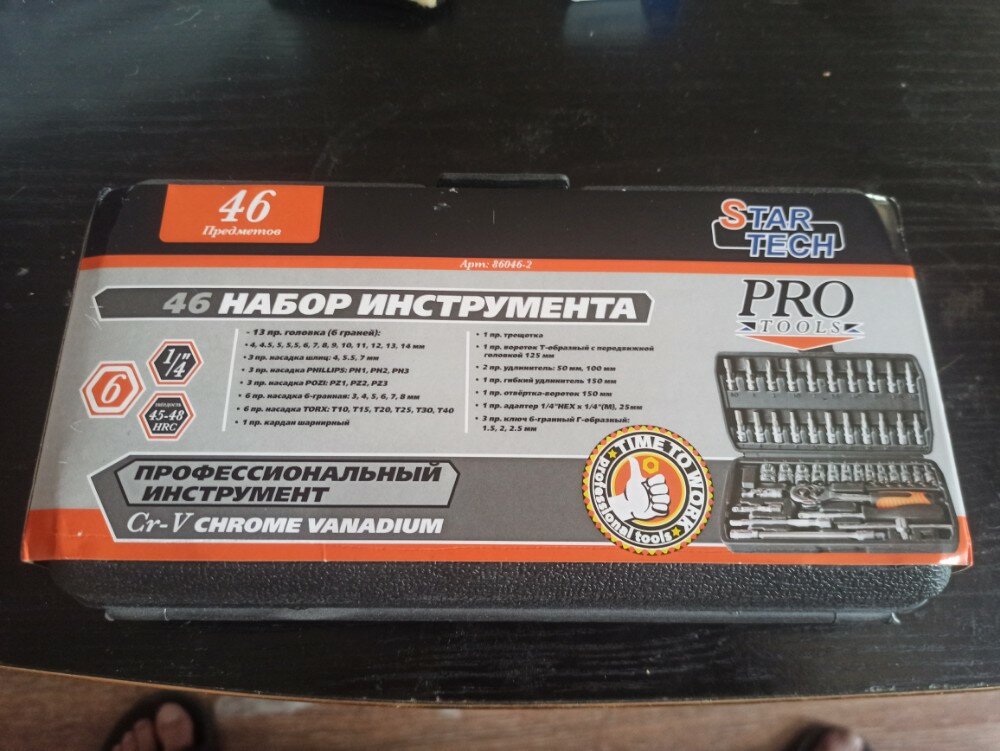 46
Предметов
STAR
TECH
Арт: 86046-2
46 НАБОР ИНСТРУМЕНТА
PRO
TOOLS
6
1/4"
твёрдость
45-48
HRC
- 13 пр. головка (6 граней):
• 4, 4.5, 5, 5.5, 6, 7, 8, 9, 10, 11, 12, 13, 14 мм
• 3 пр. насадка шлиц: 4, 5.5, 7 мм
• 3 пр. насадка PHILLIPS: PH1, PH2, PH3
• 3 пр. насадка POZI: PZ1, PZ2, PZ3
• 6 пр. насадка 6-гранная: 3, 4, 5, 6, 7, 8 мм
• 6 пр. насадка TORX: T10, T15, T20, T25, T30, T40
• 1 пр. кардан шарнирный
• 1 пр. трещотка
• 1 пр. вороток Т-образный с передвижной
головкой 125 мм
• 2 пр. удлинитель: 50 мм, 100 мм
• 1 пр. гибкий удлинитель 150 мм
• 1 пр. отвёртка-вороток 150 мм
• 1 пр. адаптер 1/4"HEX x 1/4"(M), 25мм
• 3 пр. ключ 6-гранный Г-образный:
1.5, 2, 2.5 мм
ПРОФЕССИОНАЛЬНЫЙ
ИНСТРУМЕНТ
Cr-V CHROME VANADIUM
TIME TO WORK
professional tools